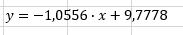 y = −1,0556 · x + 9,7778